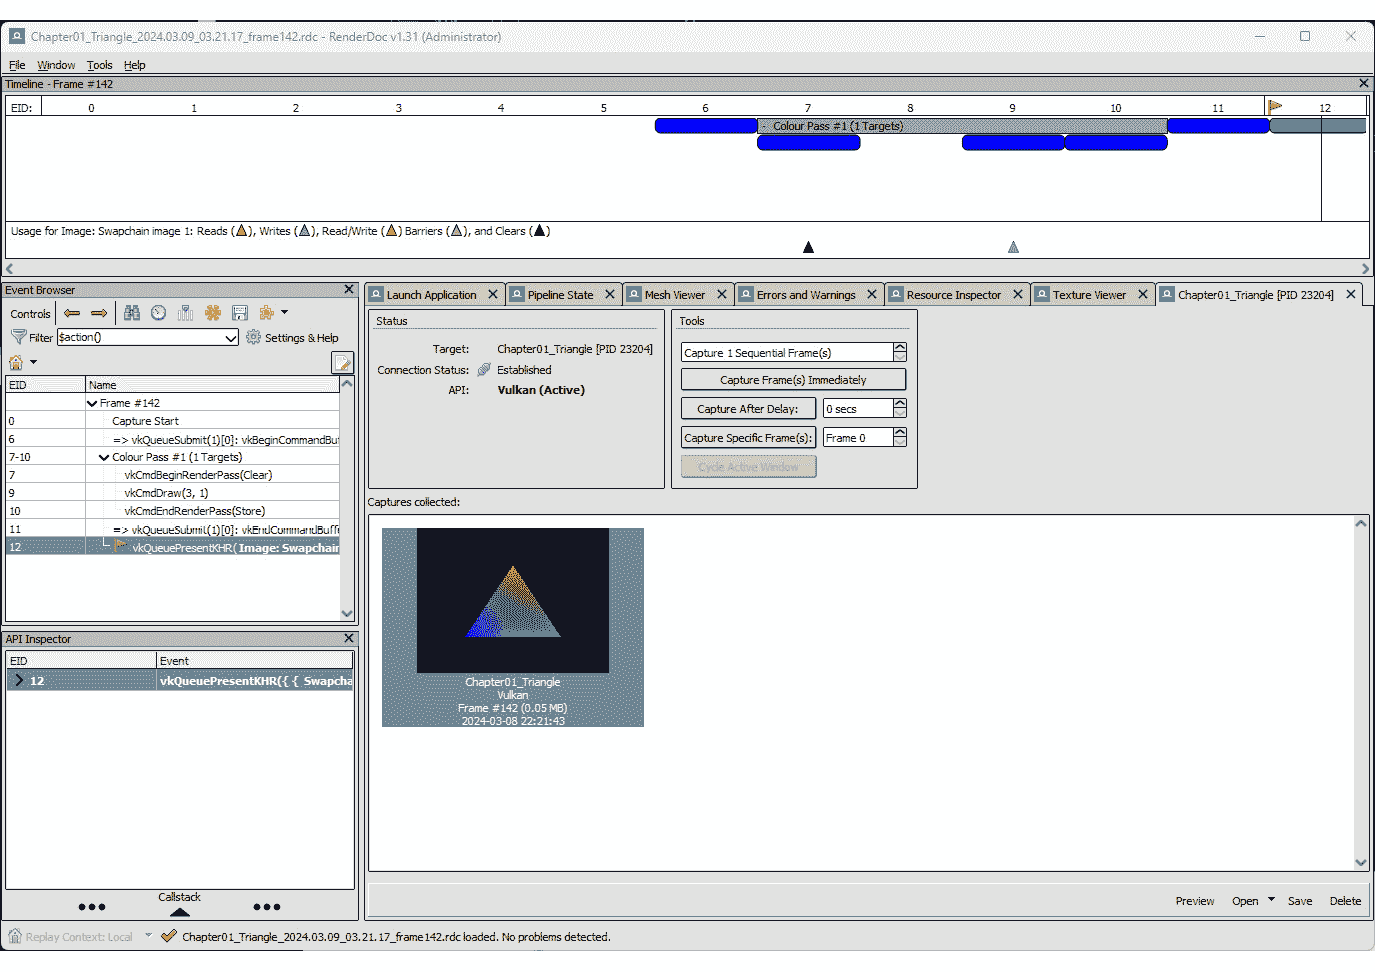 Chapter01_Triangle_2024.03.09_03.21.17_frame142.rdc - RenderDoc v1.31 (Administrator)
File Window Tools Help
Timeline - Frame #142
EID: 0 1 2 3 4 5 6 7 8 9 10 11 12
- Colour Pass #1 (1 Targets)
Usage for Image: Swapchain image 1: Reads ( ), Writes ( ), Read/Write ( ) Barriers ( ), and Clears ( )
Event Browser
Controls
Filter $action() Settings & Help
EID Name
Frame #142
0 Capture Start
6 => vkQueueSubmit(1)[0]: vkBeginCommandBuf
7-10 Colour Pass #1 (1 Targets)
7 vkCmdBeginRenderPass(Clear)
9 vkCmdDraw(3, 1)
10 vkCmdEndRenderPass(Store)
11 => vkQueueSubmit(1)[0]: vkEndCommandBuffe
12 vkQueuePresentKHR(Image: Swapchain
API Inspector
EID Event
12 vkQueuePresentKHR({ { Swapcha
Callstack
Launch Application Pipeline State Mesh Viewer Errors and Warnings Resource Inspector Texture Viewer Chapter01_Triangle [PID 23204]
Status
Target: Chapter01_Triangle [PID 23204]
Connection Status: Established
API: Vulkan (Active)
Tools
Capture 1 Sequential Frame(s)
Capture Frame(s) Immediately
Capture After Delay: 0 secs
Capture Specific Frame(s): Frame 0
Cycle Active Window
Captures collected:
Chapter01_Triangle
Vulkan
Frame #142 (0.05 MB)
2024-03-08 22:21:43
Preview Open Save Delete
Replay Context: Local Chapter01_Triangle_2024.03.09_03.21.17_frame142.rdc loaded. No problems detected.